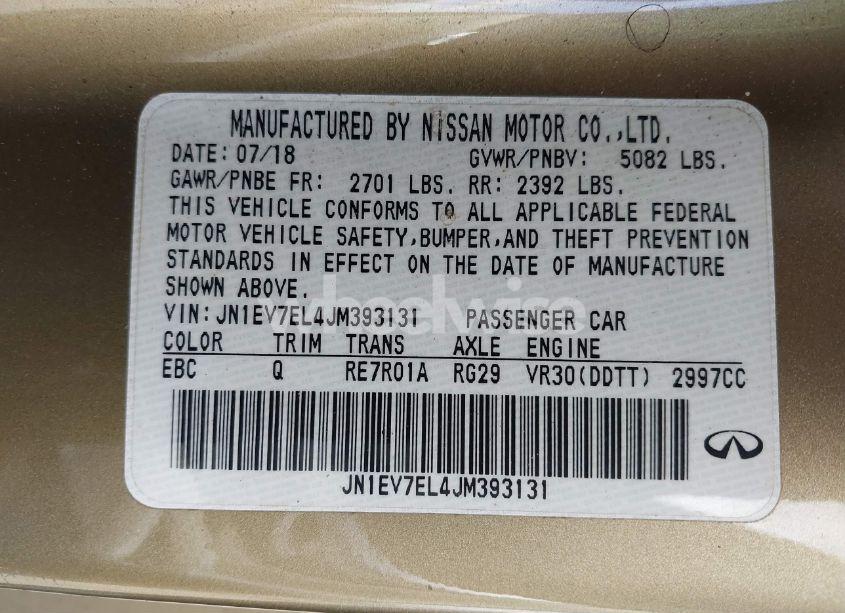 MANUFACTURED BY NISSAN MOTOR CO.,LTD.
DATE: 07/18 GVWR/PNBV: 5082 LBS.
GAWR/PNBE FR: 2701 LBS. RR: 2392 LBS.
THIS VEHICLE CONFORMS TO ALL APPLICABLE FEDERAL
MOTOR VEHICLE SAFETY,BUMPER,AND THEFT PREVENTION
STANDARDS IN EFFECT ON THE DATE OF MANUFACTURE
SHOWN ABOVE.
wheelwise
VIN:JN1EV7EL4JM393131 PASSENGER CAR
COLOR TRIM TRANS AXLE ENGINE
EBC Q RE7R01A RG29 VR30(DDTT) 2997CC
JN1EV7EL4JM393131